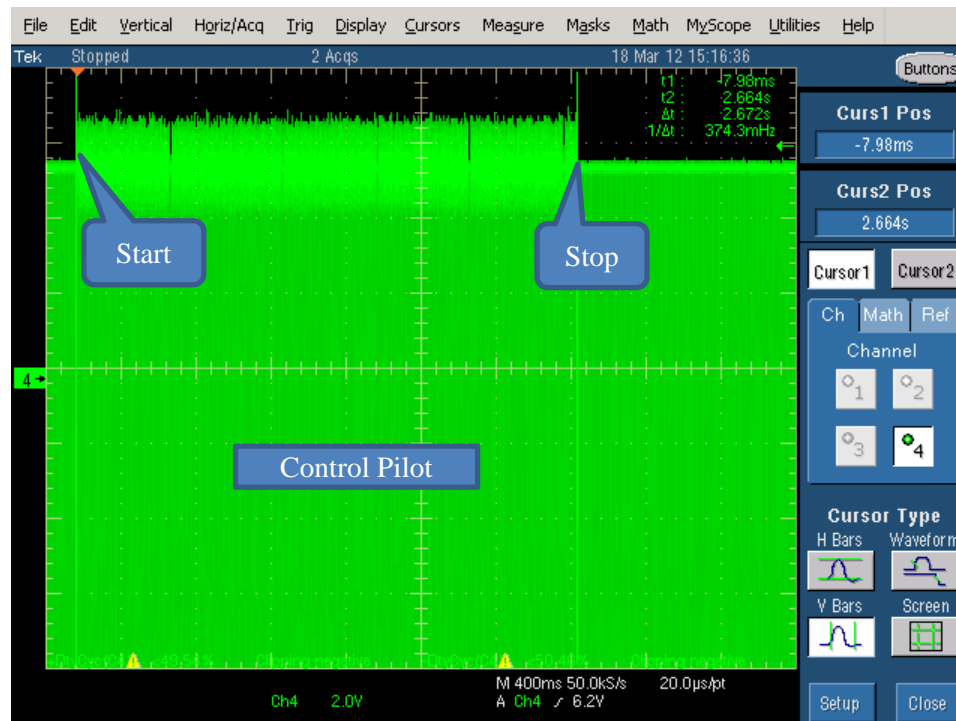 File Edit Vertical Horiz/Acq Trig Display Cursors Measure Masks Math MyScope Utilities Help
Tek Stopped 2 Acqs 18 Mar 12 15:16:36
Buttons
t1 : -7.98ms
t2 : 2.664s
Δt : 2.672s
1/Δt : 374.3mHz
Curs1 Pos
-7.98ms
Curs2 Pos
2.664s
Start
Stop
Cursor1 Cursor2
Ch Math Ref
Channel
1 2
3 4
4
Control Pilot
Cursor Type
H Bars Waveform
V Bars Screen
M 400ms 50.0kS/s 20.0µs/pt
Ch4 2.0V A Ch4 / 6.2V
Setup Close